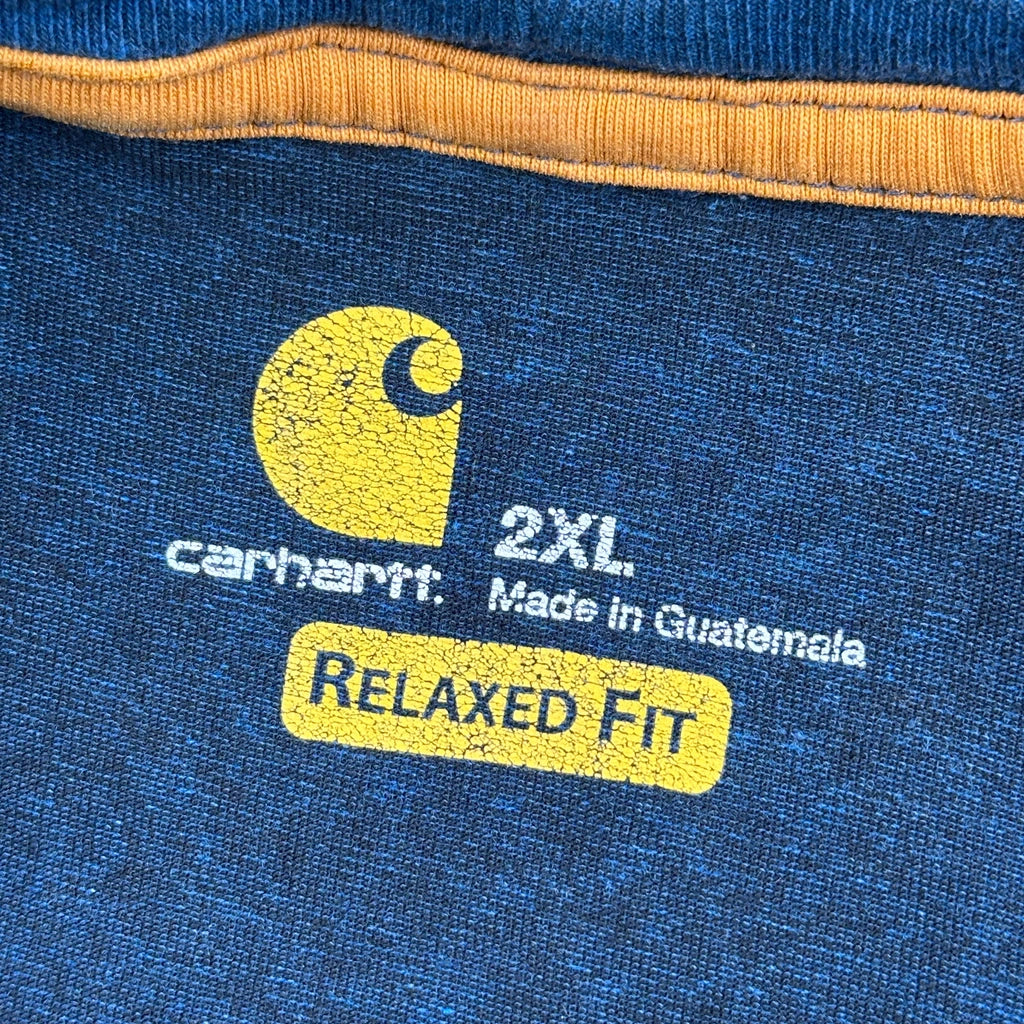 carhartt.
2XL
Made in Guatemala
RELAXED FIT